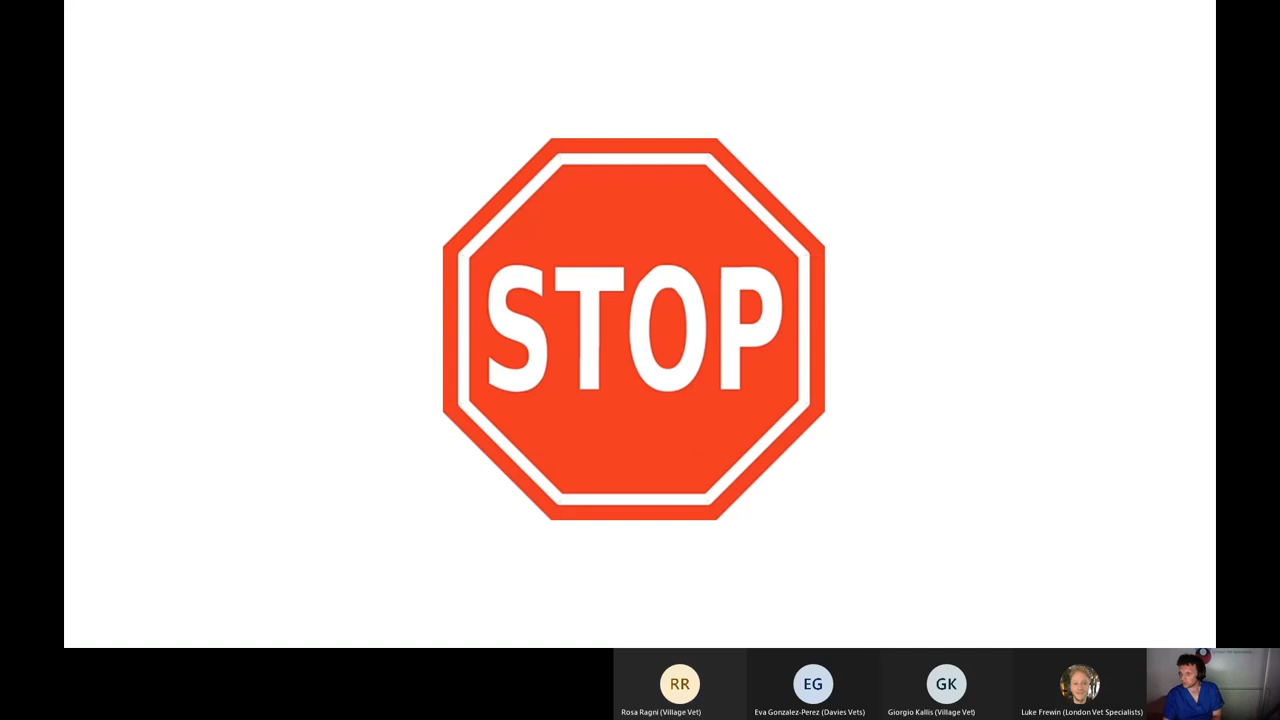 STOP
RR
EG
GK
Rosa Ragni (Village Vet)
Eva Gonzalez-Perez (Davies Vets)
Giorgio Kallis (Village Vet)
Luke Frewin (London Vet Specialists)